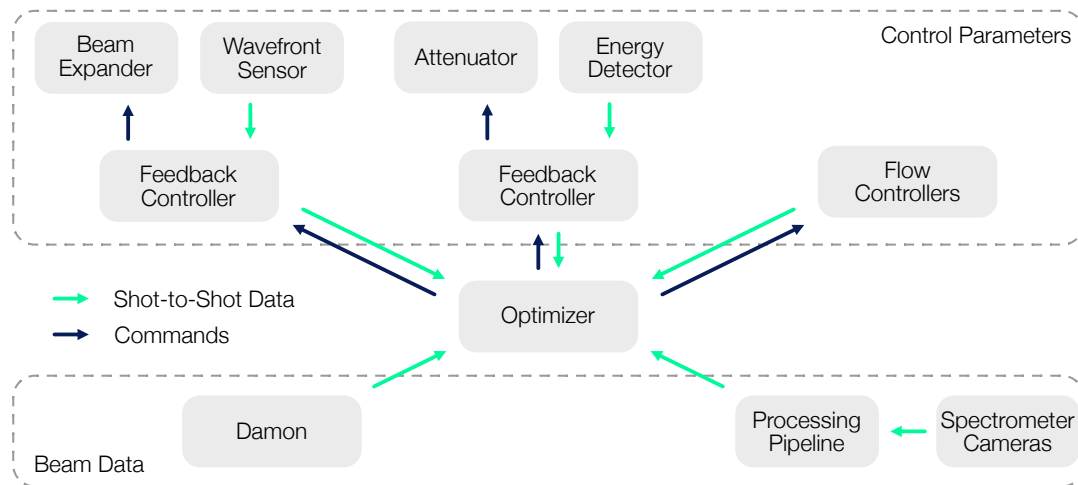 Control Parameters
Beam
Expander
Wavefront
Sensor
Attenuator
Energy
Detector
Feedback
Controller
Feedback
Controller
Flow
Controllers
Shot-to-Shot Data
Commands
Optimizer
Damon
Processing
Pipeline
Spectrometer
Cameras
Beam Data